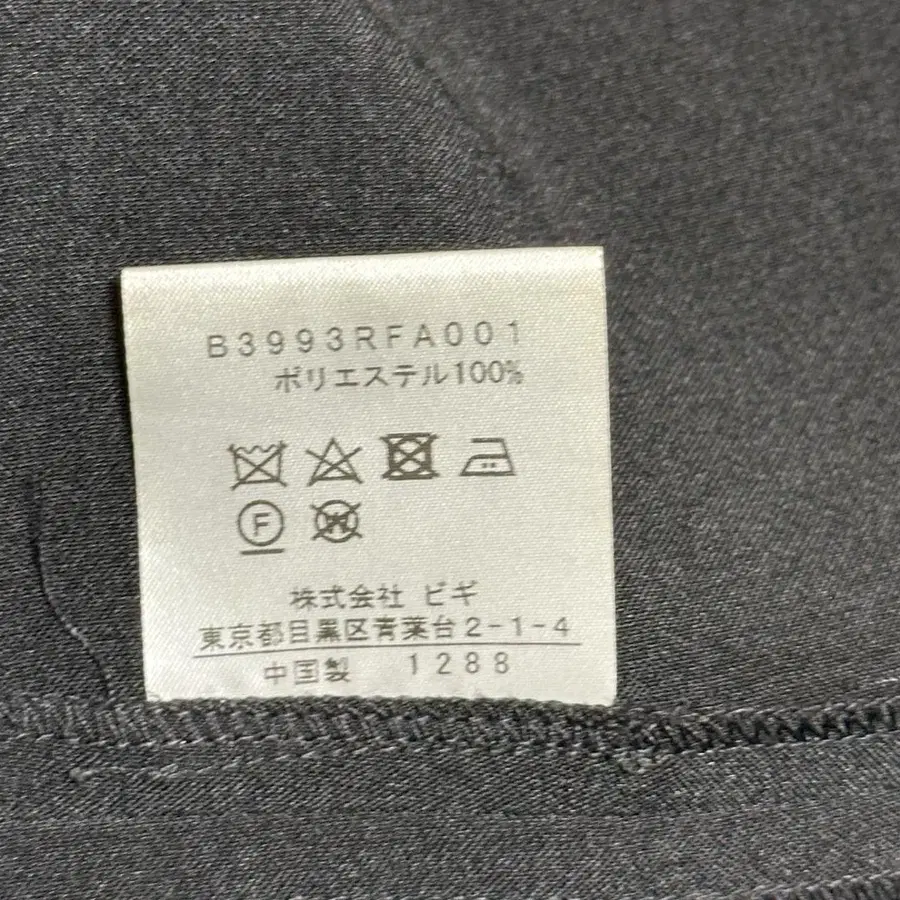 B3993RFA001
ポリエステル100%
F
W
株式会社 ビギ
東京都目黒区青葉台2-1-4
中国製 1288